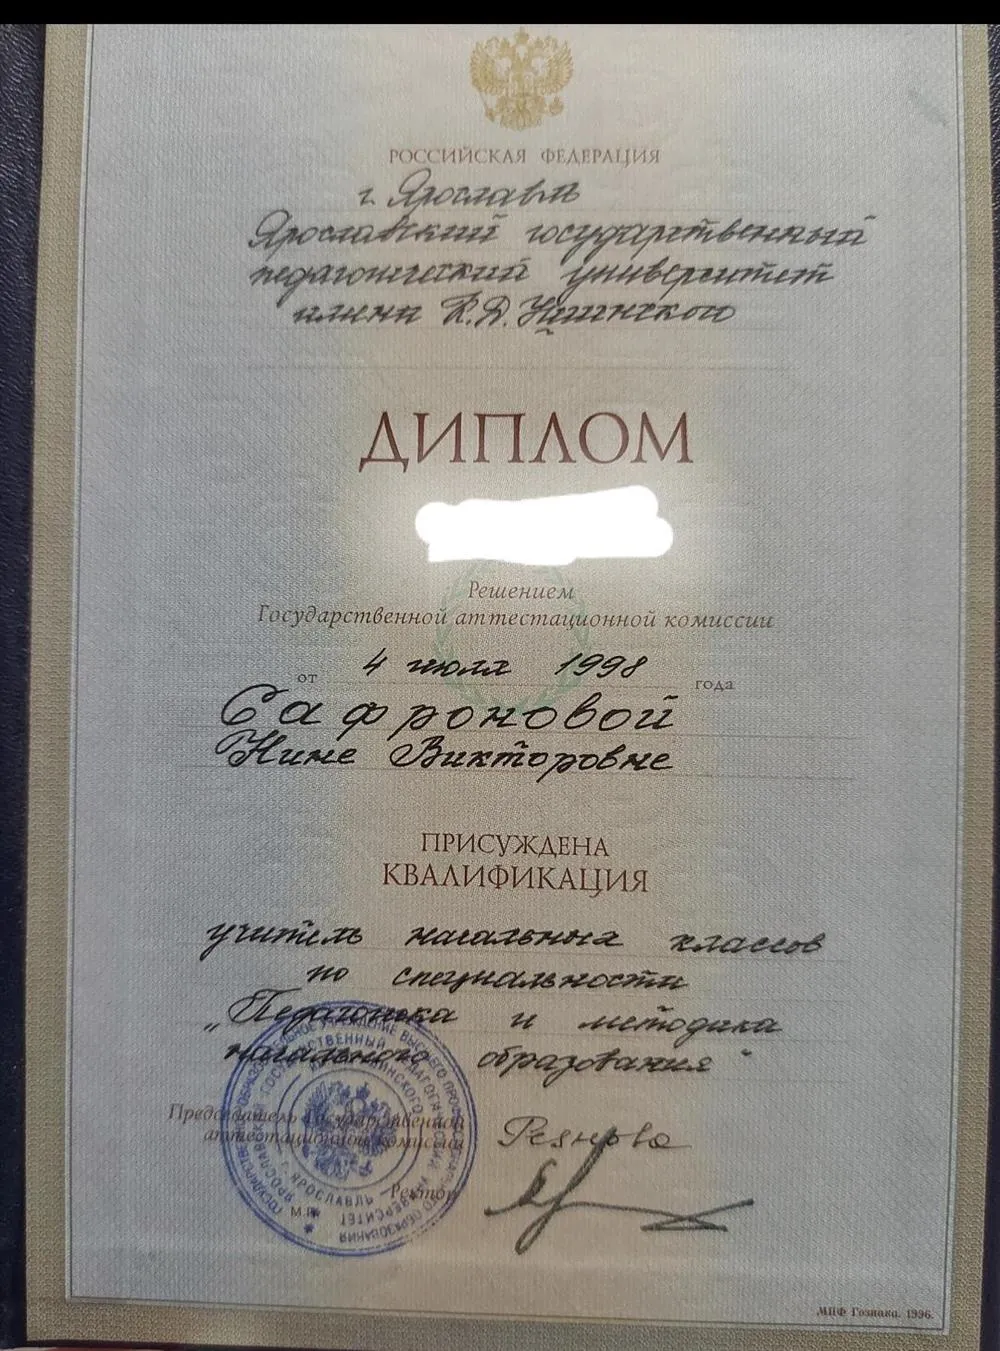 РОССИЙСКАЯ ФЕДЕРАЦИЯ
г. Ярославль
Ярославский государственный
педагогический университет
имени К.Д. Ушинского
ДИПЛОМ
Решением
Государственной аттестационной комиссии
от 4 июля 1998 года
Сафроновой
Нине Викторовне
ПРИСУЖДЕНА
КВАЛИФИКАЦИЯ
учитель начальных классов
по специальности
„Педагогика и методика
начального образования"
Председатель Государственной
аттестационной комиссии
Ректор
М.П.
г. ЯРОСЛАВЛЬ
МПФ Гознака. 1996.